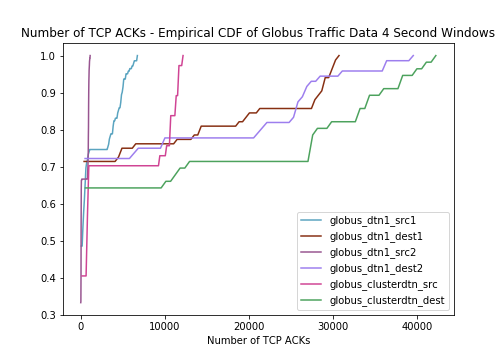 Number of TCP ACKs - Empirical CDF of Globus Traffic Data 4 Second Windows
1.0
0.9
0.8
0.7
0.6
0.5
0.4
0.3
globus_dtn1_src1
globus_dtn1_dest1
globus_dtn1_src2
globus_dtn1_dest2
globus_clusterdtn_src
globus_clusterdtn_dest
0 10000 20000 30000 40000
Number of TCP ACKs